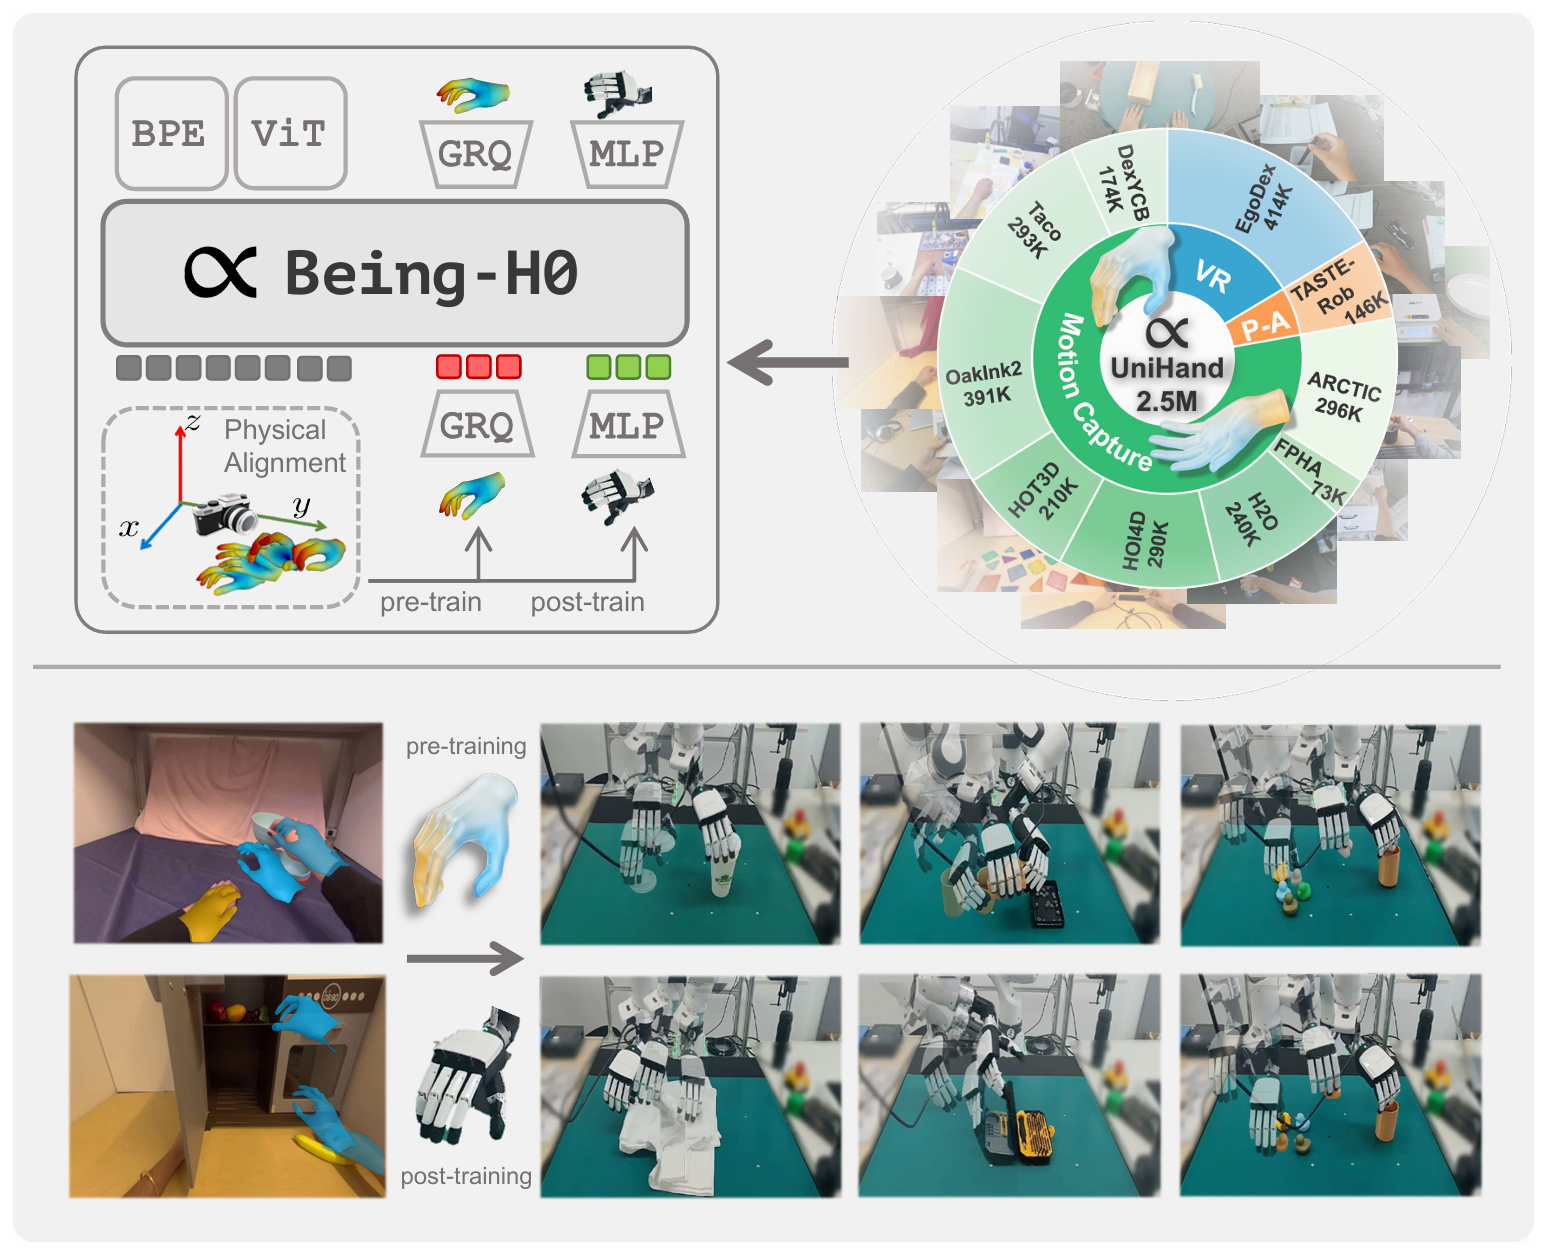 BPE
ViT
GRQ
MLP
Being-H0
GRQ
MLP
z
y
x
Physical
Alignment
pre-train
post-train
DexYCB
174K
EgoDex
414K
Taco
293K
TASTE-
Rob
146K
OakInk2
391K
ARCTIC
296K
HOT3D
210K
HOI4D
290K
H2O
240K
FPHA
73K
VR
P-A
Motion Capture
UniHand
2.5M
pre-training
post-training